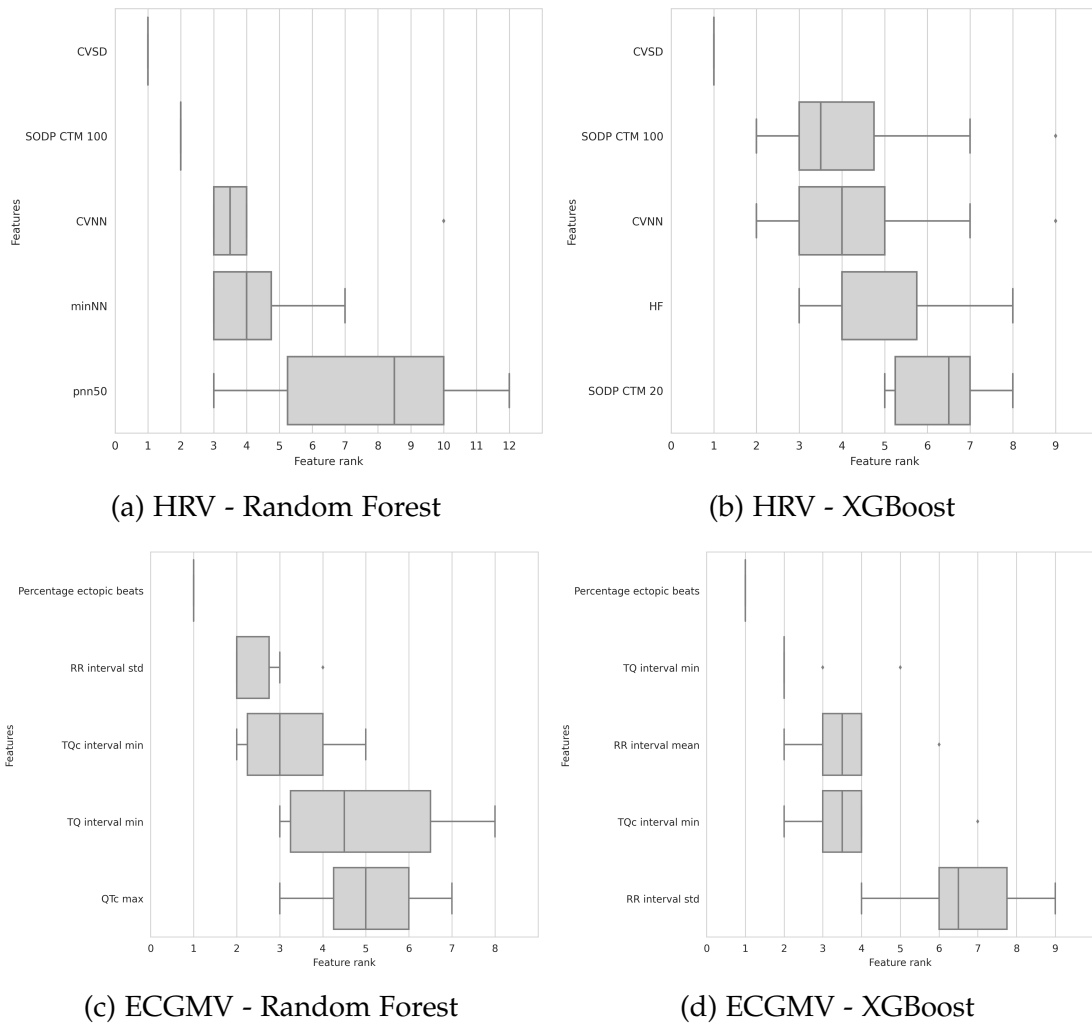 CVSD
SODP CTM 100
CVNN
minNN
pnn50
Features
0 1 2 3 4 5 6 7 8 9 10 11 12
Feature rank
(a) HRV - Random Forest
CVSD
SODP CTM 100
CVNN
HF
SODP CTM 20
Features
0 1 2 3 4 5 6 7 8 9
Feature rank
(b) HRV - XGBoost
Percentage ectopic beats
RR interval std
TQc interval min
TQ interval min
QTc max
Features
0 1 2 3 4 5 6 7 8
Feature rank
(c) ECGMV - Random Forest
Percentage ectopic beats
TQ interval min
RR interval mean
TQc interval min
RR interval std
Features
0 1 2 3 4 5 6 7 8 9
Feature rank
(d) ECGMV - XGBoost